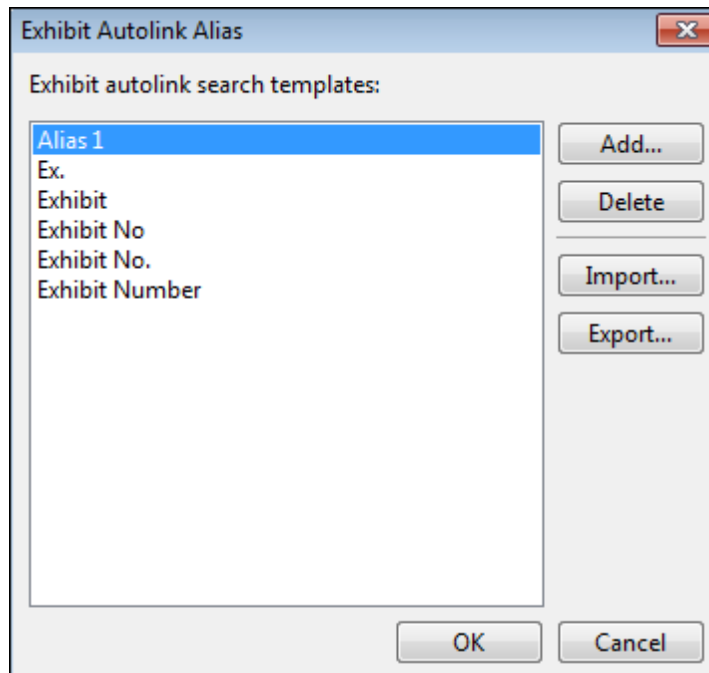 Exhibit Autolink Alias
Exhibit autolink search templates:
Alias 1
Ex.
Exhibit
Exhibit No
Exhibit No.
Exhibit Number
Add...
Delete
Import...
Export...
OK
Cancel